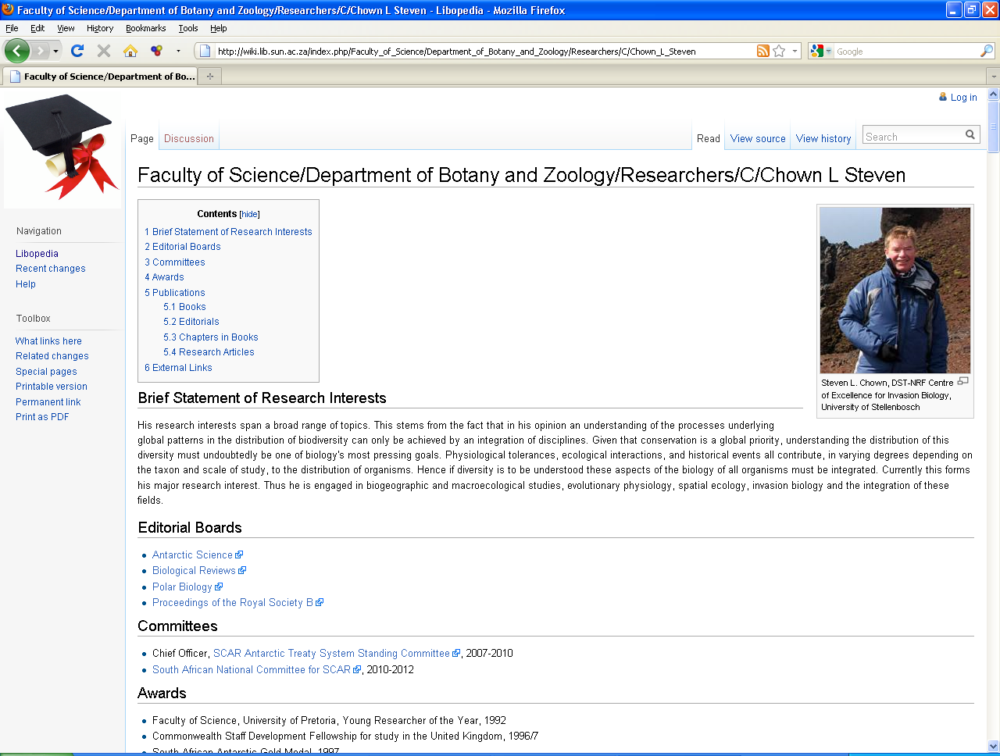 Faculty of Science/Department of Botany and Zoology/Researchers/C/Chown L Steven - Libopedia - Mozilla Firefox
File Edit View History Bookmarks Tools Help
http://wiki.lib.sun.ac.za/index.php/Faculty_of_Science/Department_of_Botany_and_Zoology/Researchers/C/Chown_L_Steven
Google
Faculty of Science/Department of Bo...
Log in
Page Discussion Read View source View history Search
Faculty of Science/Department of Botany and Zoology/Researchers/C/Chown L Steven
Navigation
Libopedia
Recent changes
Help
Toolbox
What links here
Related changes
Special pages
Printable version
Permanent link
Print as PDF
Contents [hide]
1 Brief Statement of Research Interests
2 Editorial Boards
3 Committees
4 Awards
5 Publications
5.1 Books
5.2 Editorials
5.3 Chapters in Books
5.4 Research Articles
6 External Links
Steven L. Chown, DST-NRF Centre
of Excellence for Invasion Biology,
University of Stellenbosch
Brief Statement of Research Interests
His research interests span a broad range of topics. This stems from the fact that in his opinion an understanding of the processes underlying
global patterns in the distribution of biodiversity can only be achieved by an integration of disciplines. Given that conservation is a global priority, understanding the distribution of this
diversity must undoubtedly be one of biology's most pressing goals. Physiological tolerances, ecological interactions, and historical events all contribute, in varying degrees depending on
the taxon and scale of study, to the distribution of organisms. Hence if diversity is to be understood these aspects of the biology of all organisms must be integrated. Currently this forms
his major research interest. Thus he is engaged in biogeographic and macroecological studies, evolutionary physiology, spatial ecology, invasion biology and the integration of these
fields.
Editorial Boards
Antarctic Science
Biological Reviews
Polar Biology
Proceedings of the Royal Society B
Committees
Chief Officer, SCAR Antarctic Treaty System Standing Committee, 2007-2010
South African National Committee for SCAR, 2010-2012
Awards
Faculty of Science, University of Pretoria, Young Researcher of the Year, 1992
Commonwealth Staff Development Fellowship for study in the United Kingdom, 1996/7
South African Antarctic Gold Medal, 1997